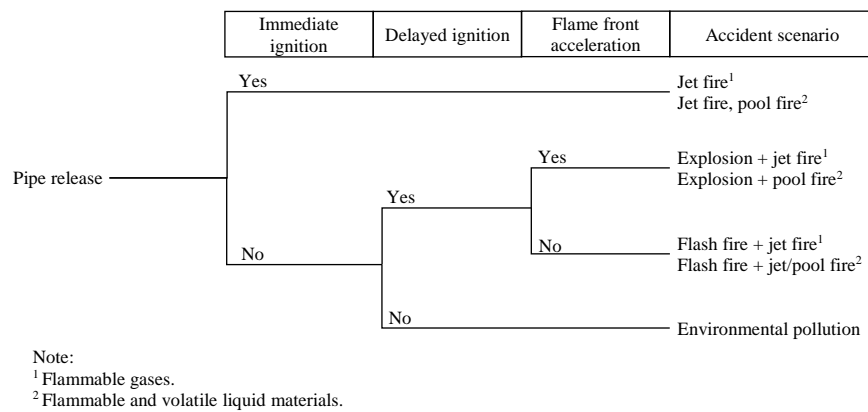 Immediate
ignition
Delayed ignition
Flame front
acceleration
Accident scenario
Yes
Jet fire¹
Jet fire, pool fire²
Yes
Explosion + jet fire¹
Explosion + pool fire²
Pipe release
Yes
No
No
Flash fire + jet fire¹
Flash fire + jet/pool fire²
No
Environmental pollution
Note:
¹ Flammable gases.
² Flammable and volatile liquid materials.